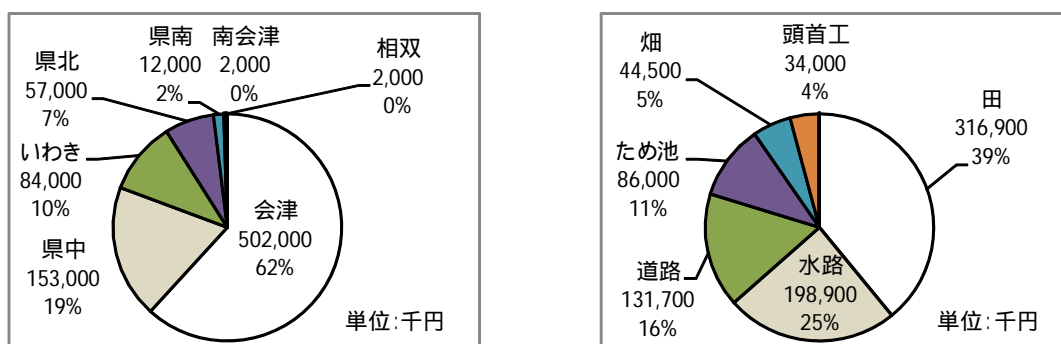 県南
12,000
2%
南会津
2,000
0%
相双
2,000
0%
県北
57,000
7%
いわき
84,000
10%
県中
153,000
19%
会津
502,000
62%
単位:千円
畑
44,500
5%
頭首工
34,000
4%
田
316,900
39%
ため池
86,000
11%
道路
131,700
16%
水路
198,900
25%
単位:千円